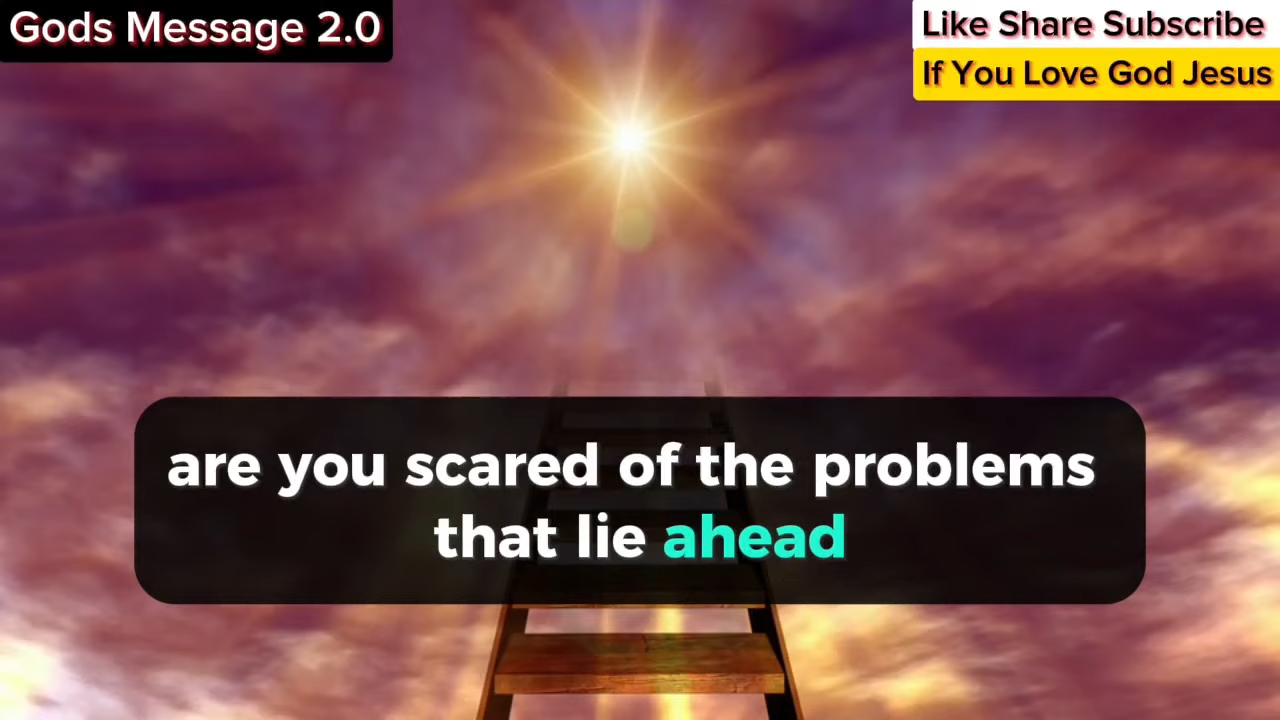 Gods Message 2.0
Like Share Subscribe
If You Love God Jesus
are you scared of the problems
that lie ahead